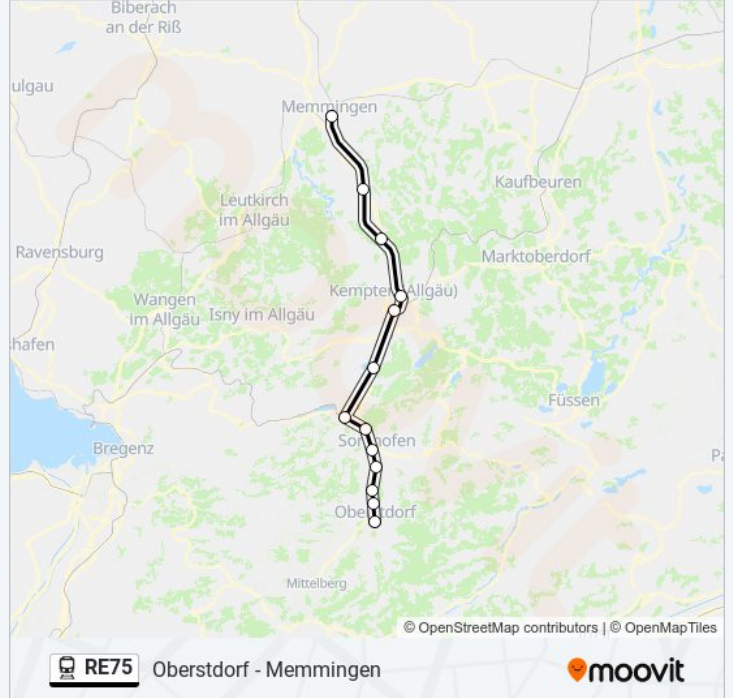 Biberach
an der Riß
ulgau
Memmingen
Kaufbeuren
Leutkirch
im Allgäu
Ravensburg
Marktoberdorf
Kempten (Allgäu)
Wangen
im Allgäu
Isny im Allgäu
shafen
Füssen
Sonthofen
Bregenz
Pa
Oberstdorf
Mittelberg
© OpenStreetMap contributors | © OpenMapTiles
RE75 Oberstdorf - Memmingen
moovit